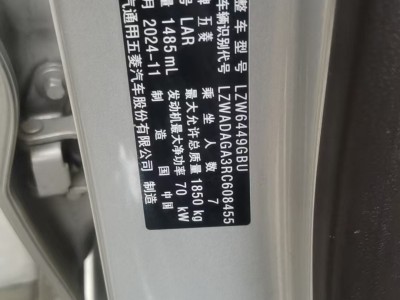 整车型号 LZW6449GBU
车辆识别代号 LZWADAGA3RC608455
牌 五菱 乘坐人数 7
LAR 最大允许总质量 1850 kg
1485 mL 发动机最大净功率 70 kW
月 2024-11 制造国 中国
汽通用五菱汽车股份有限公司 制造